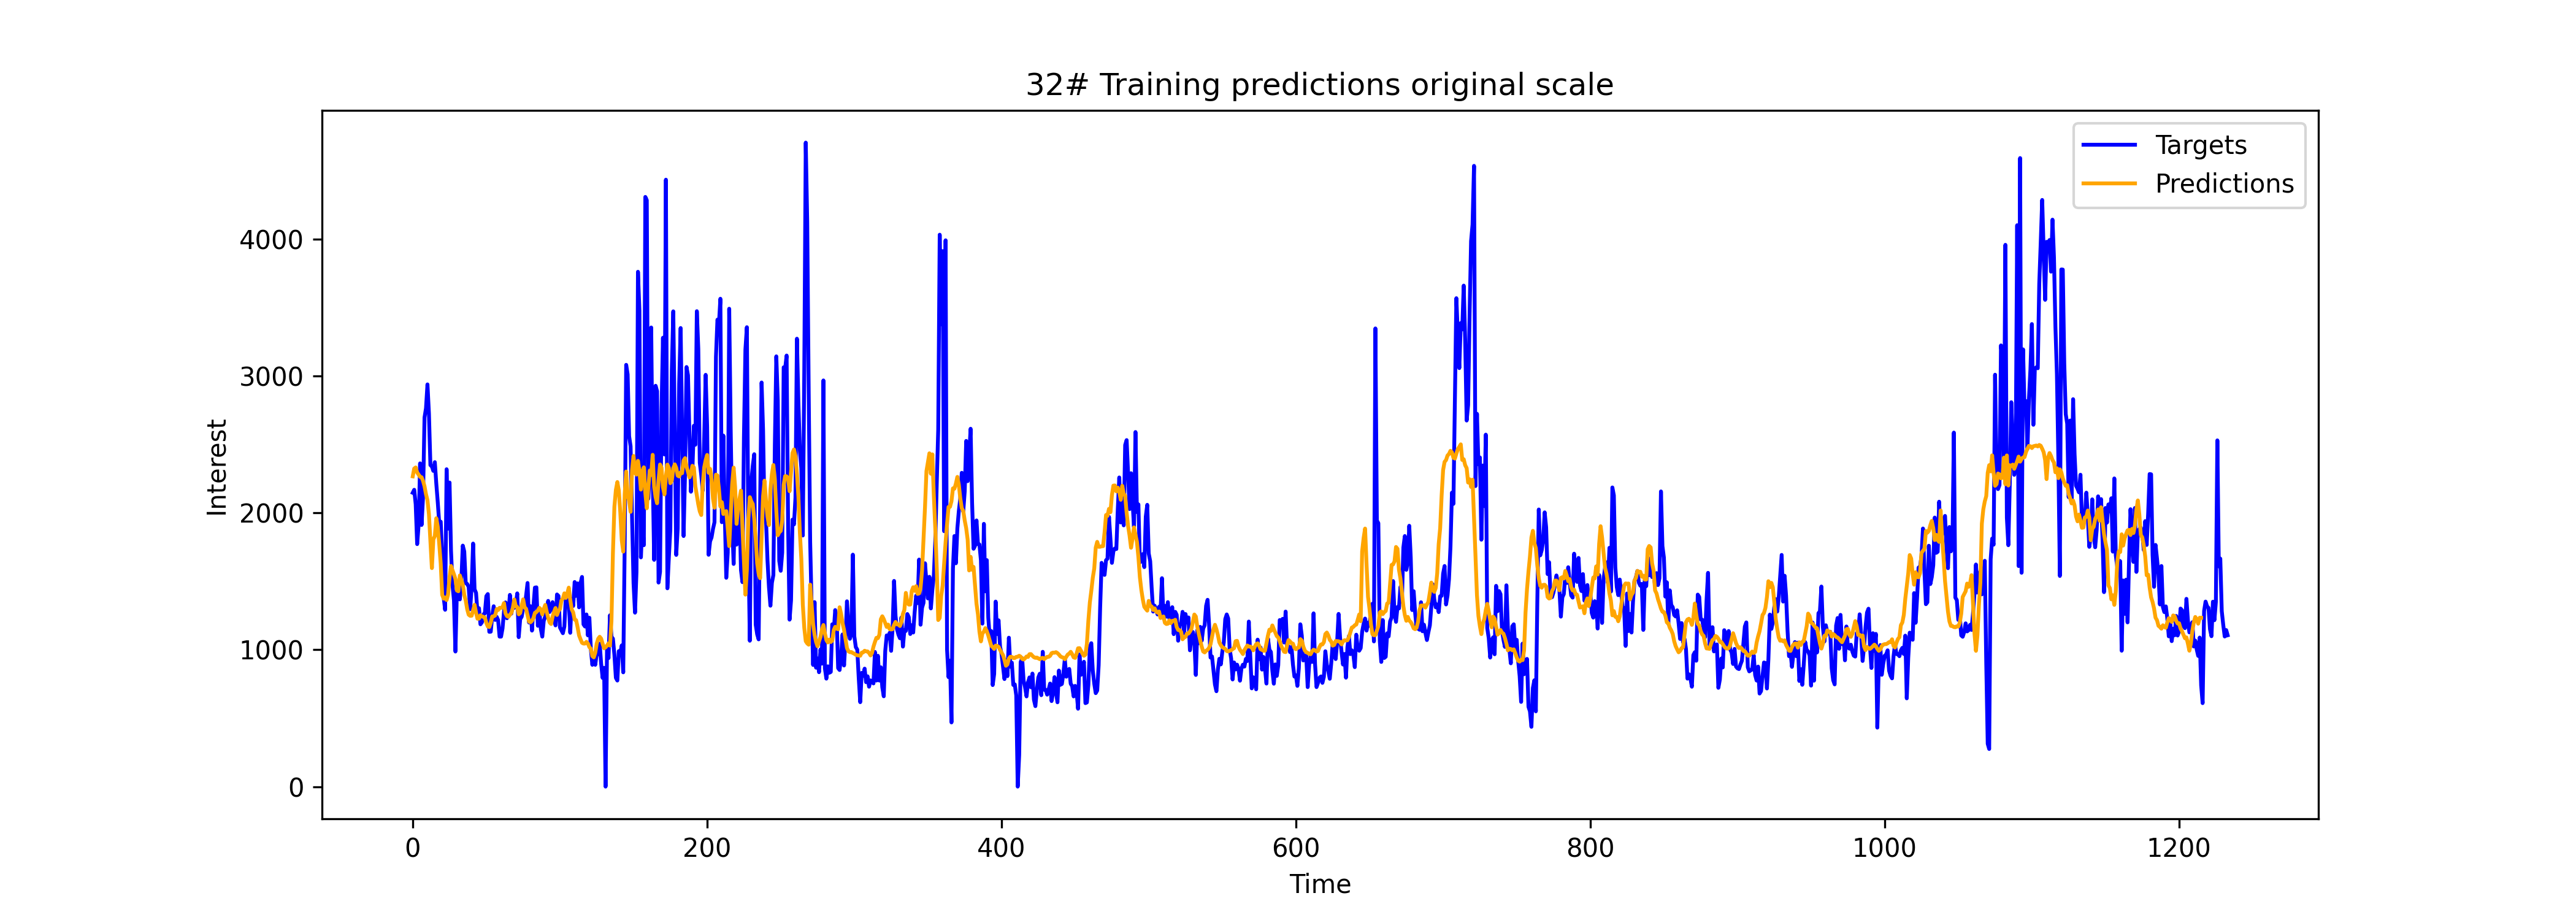 32# Training predictions original scale
Targets
Predictions
4000
3000
2000
1000
0
Interest
0 200 400 600 800 1000 1200
Time